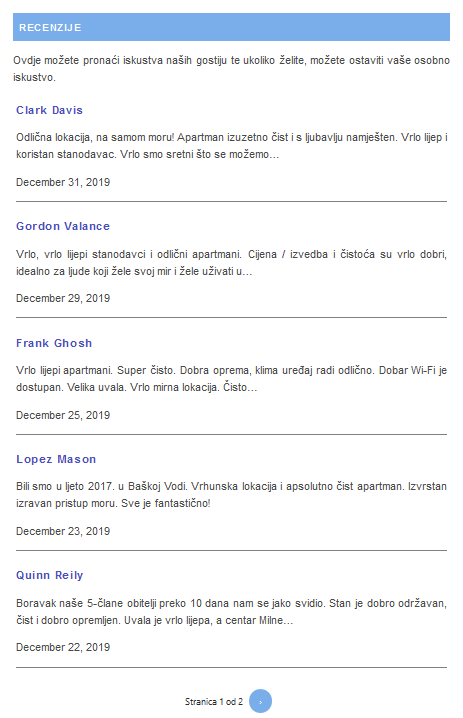 RECENZIJE
Ovdje možete pronaći iskustva naših gostiju te ukoliko želite, možete ostaviti vaše osobno
iskustvo.
Clark Davis
Odlična lokacija, na samom moru! Apartman izuzetno čist i s ljubavlju namješten. Vrlo lijep i
koristan stanodavac. Vrlo smo sretni što se možemo…
December 31, 2019
Gordon Valance
Vrlo, vrlo lijepi stanodavci i odlični apartmani. Cijena / izvedba i čistoća su vrlo dobri,
idealno za ljude koji žele svoj mir i žele uživati u…
December 29, 2019
Frank Ghosh
Vrlo lijepi apartmani. Super čisto. Dobra oprema, klima uređaj radi odlično. Dobar Wi-Fi je
dostupan. Velika uvala. Vrlo mirna lokacija. Čisto…
December 25, 2019
Lopez Mason
Bili smo u ljeto 2017. u Baškoj Vodi. Vrhunska lokacija i apsolutno čist apartman. Izvrstan
izravan pristup moru. Sve je fantastično!
December 23, 2019
Quinn Reily
Boravak naše 5-člane obitelji preko 10 dana nam se jako svidio. Stan je dobro održavan,
čist i dobro opremljen. Uvala je vrlo lijepa, a centar Milne…
December 22, 2019
Stranica 1 od 2 ›